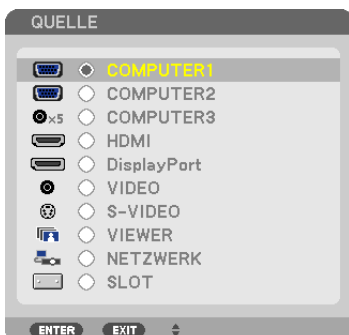 QUELLE
COMPUTER1
COMPUTER2
×5 COMPUTER3
HDMI
DisplayPort
VIDEO
S-VIDEO
VIEWER
NETZWERK
SLOT
ENTER EXIT